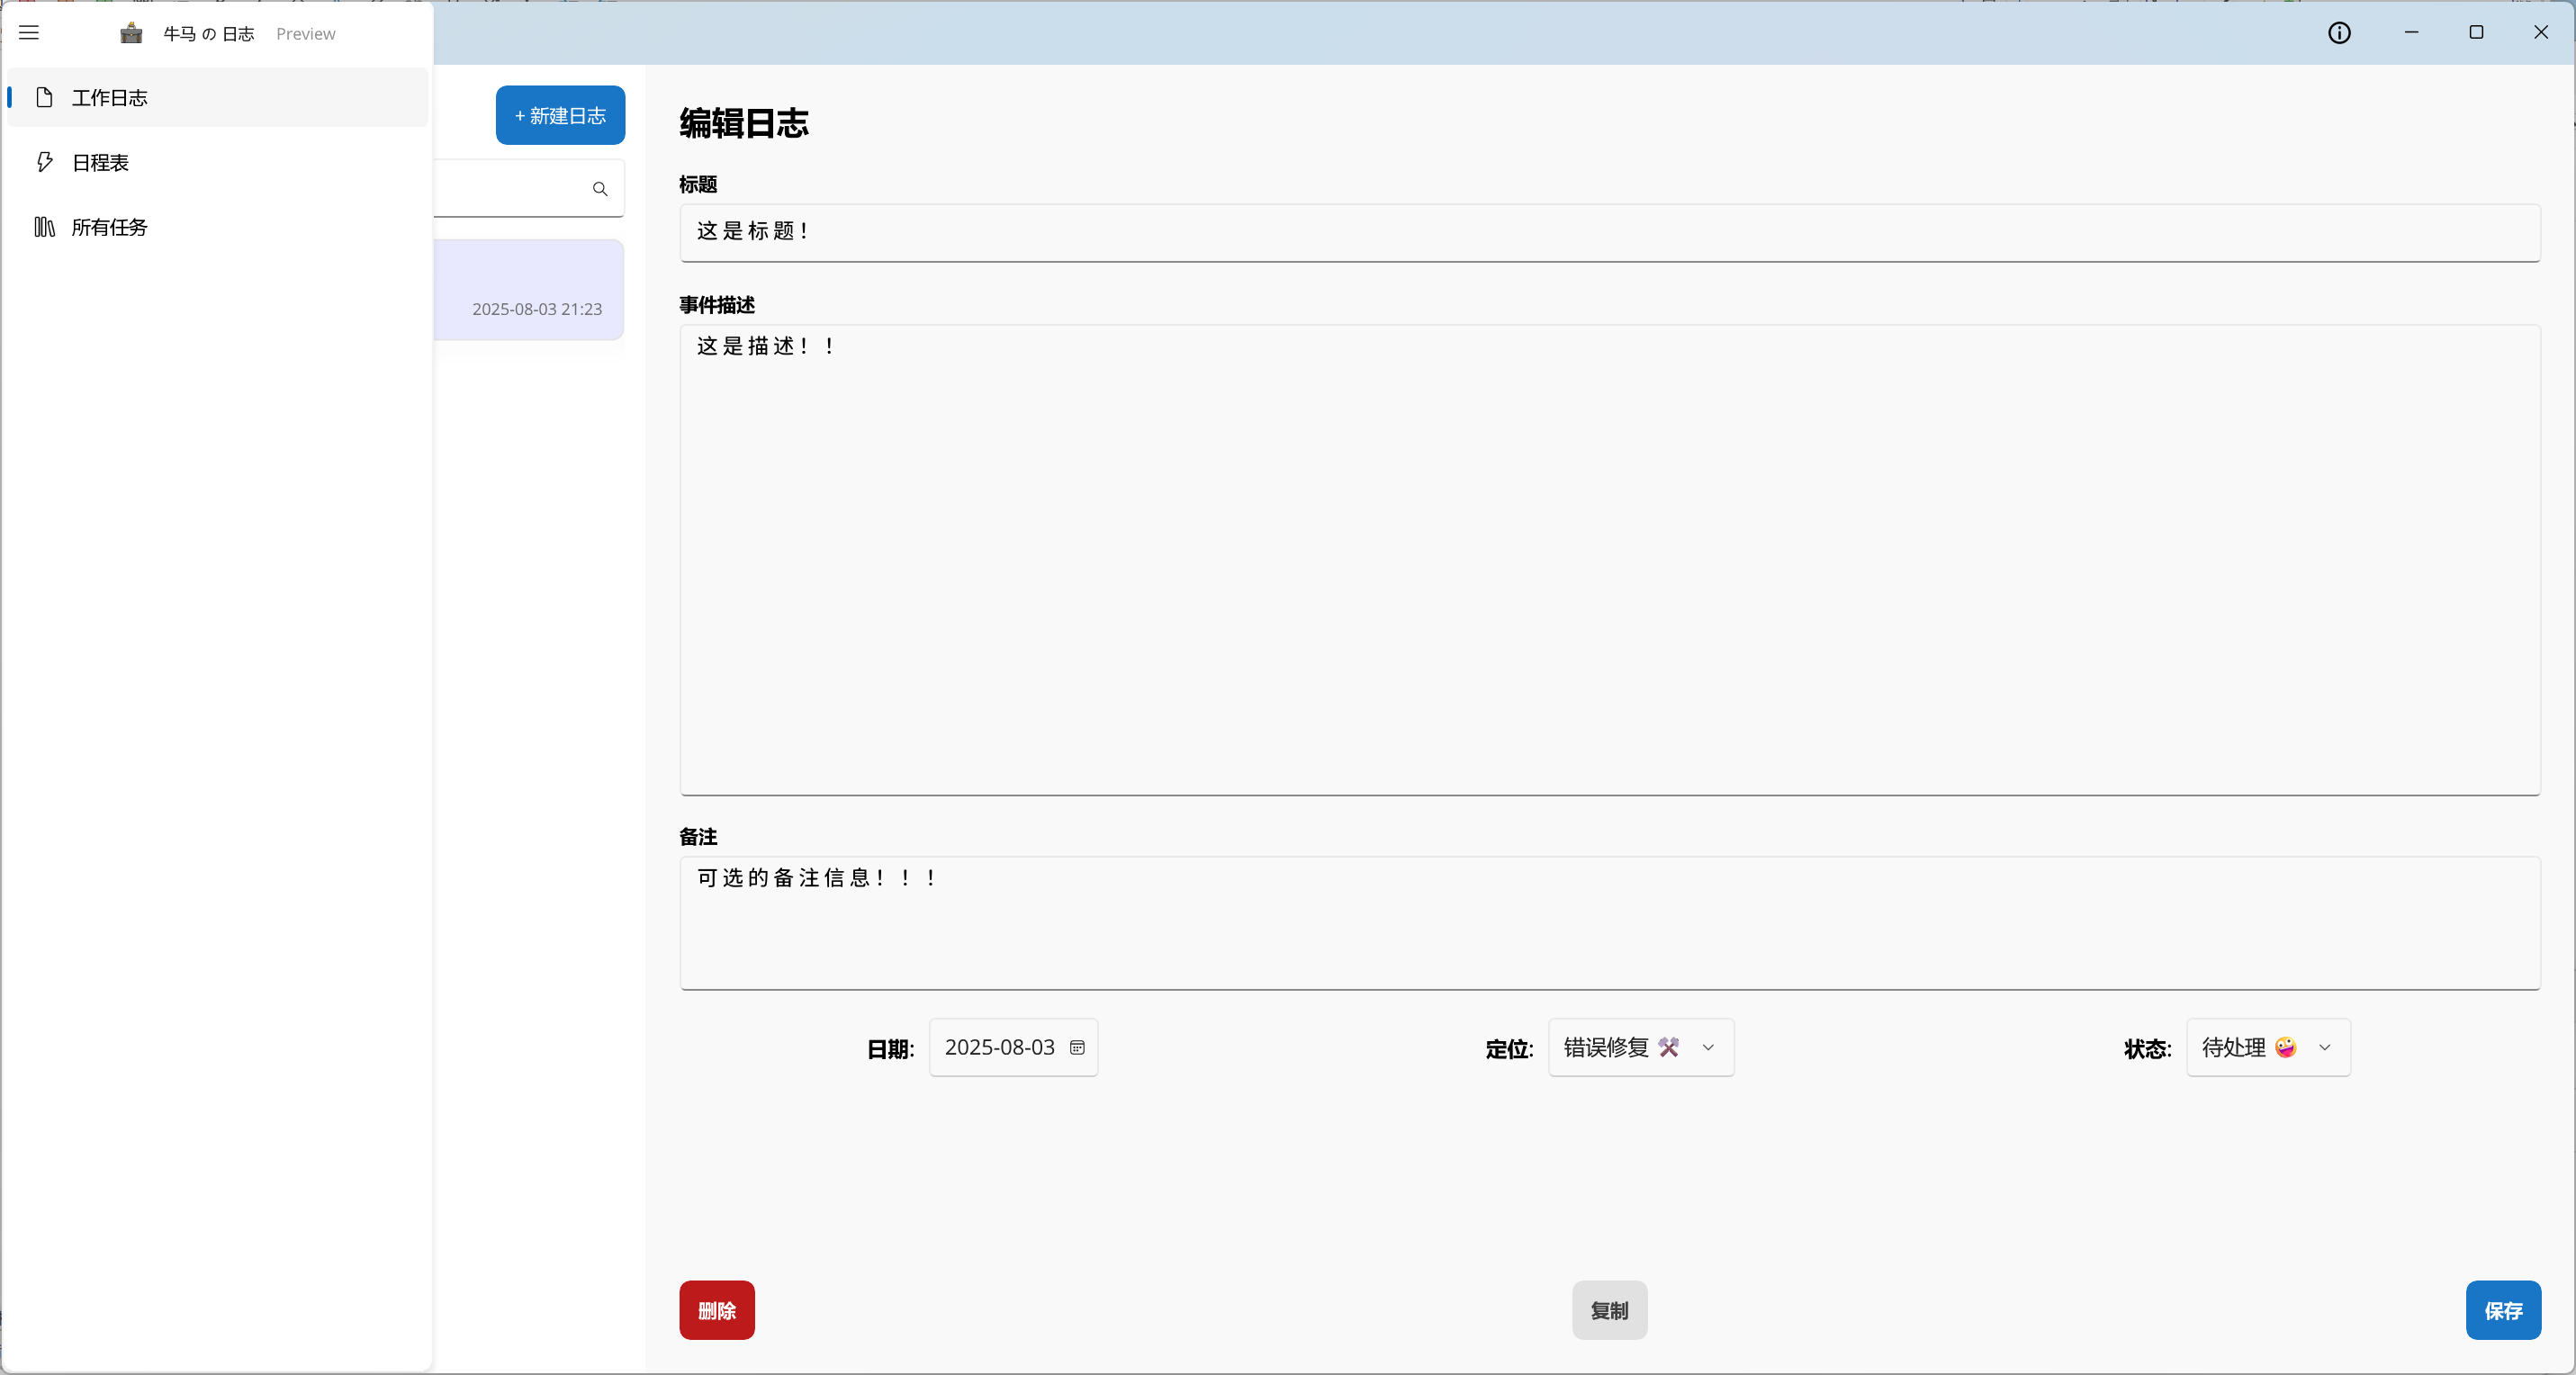 牛马 の 日志 Preview
工作日志
日程表
所有任务
+ 新建日志
2025-08-03 21:23
编辑日志
标题
这是标题！
事件描述
这是描述！！
备注
可选的备注信息！！！
日期: 2025-08-03
定位: 错误修复
状态: 待处理 🤪
删除
复制
保存